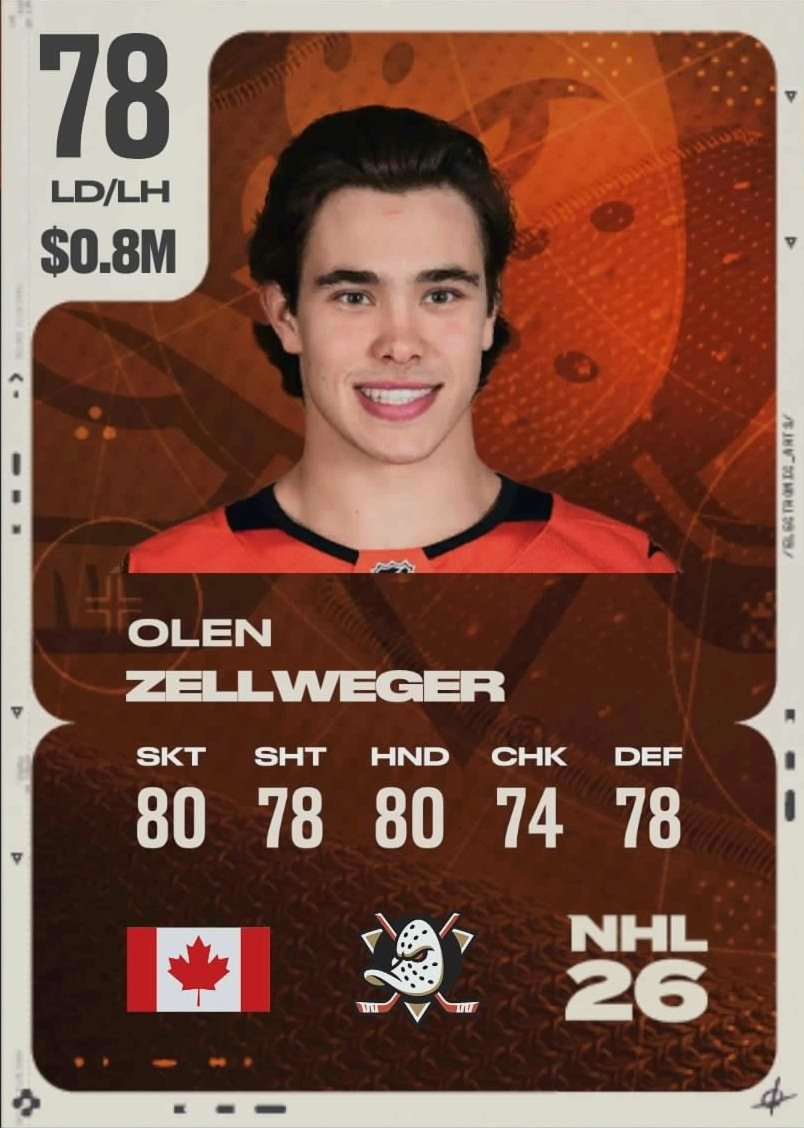 78
LD/LH
$0.8M
OLEN
ZELLWEGER
SKT SHT HND CHK DEF
80 78 80 74 78
NHL
26